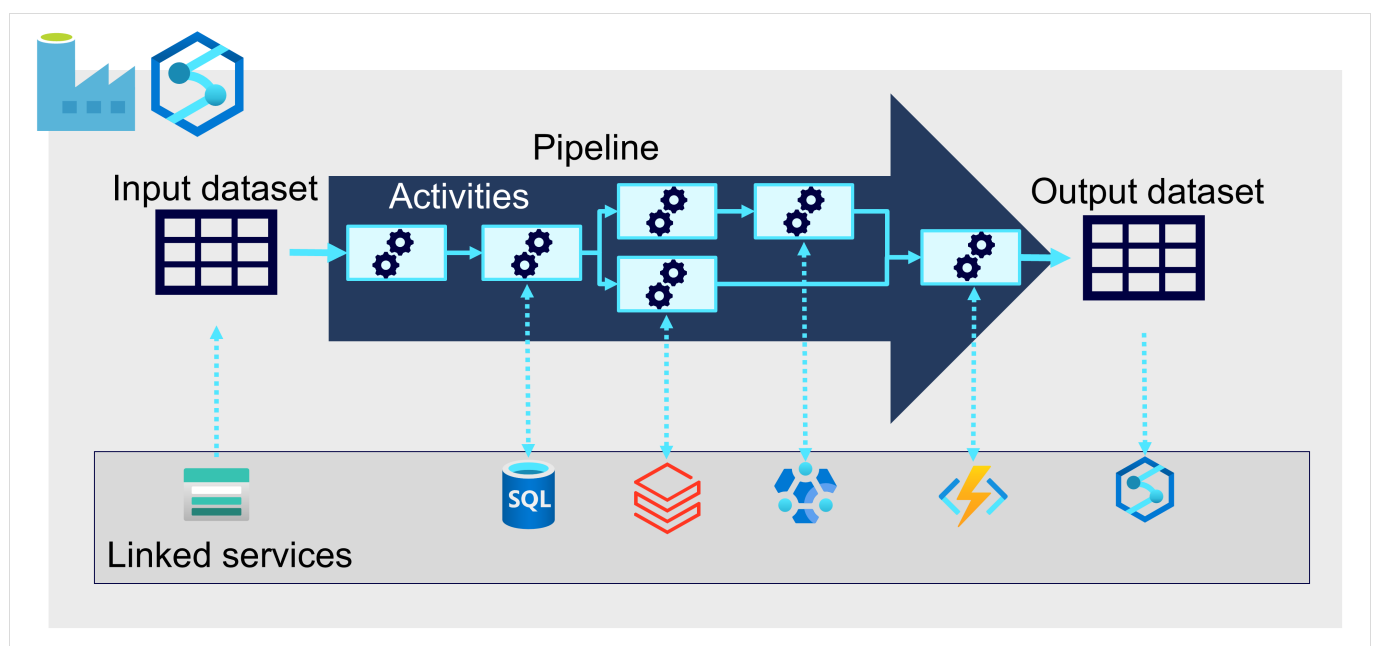 Pipeline
Input dataset
Activities
Output dataset
SQL
Linked services